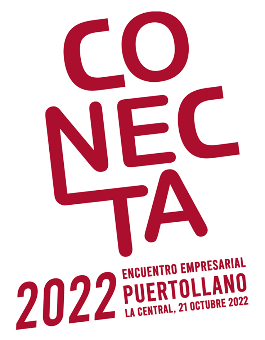 CO
NEC
TA
2022
ENCUENTRO EMPRESARIAL
PUERTOLLANO
LA CENTRAL, 21 OCTUBRE 2022